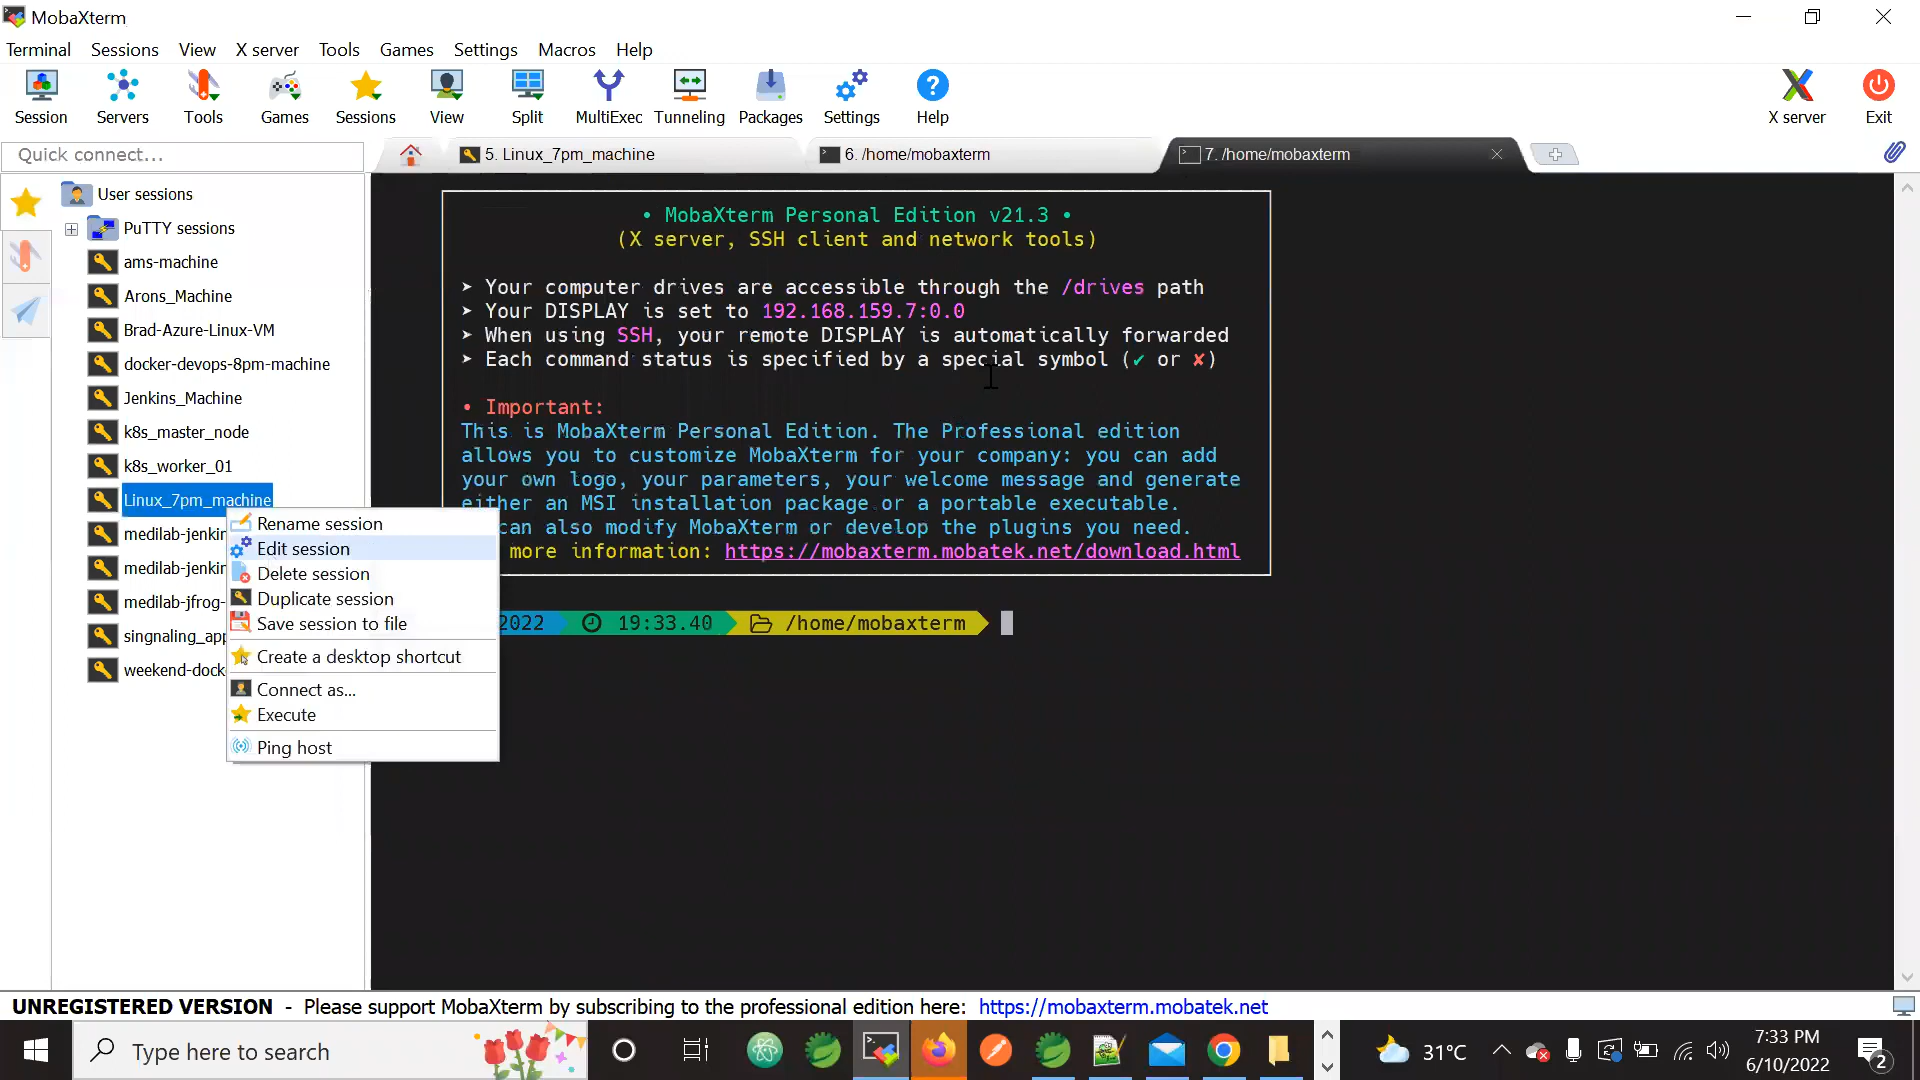 MobaXterm
Terminal Sessions View X server Tools Games Settings Macros Help
Session Servers Tools Games Sessions View Split MultiExec Tunneling Packages Settings Help X server Exit
Quick connect...
5. Linux_7pm_machine
6. /home/mobaxterm
7. /home/mobaxterm
User sessions
PuTTY sessions
ams-machine
Arons_Machine
Brad-Azure-Linux-VM
docker-devops-8pm-machine
Jenkins_Machine
k8s_master_node
k8s_worker_01
Linux_7pm_machine
medilab-jenkin
medilab-jenkin
medilab-jfrog-
singnaling_app
weekend-dock
Rename session
Edit session
Delete session
Duplicate session
Save session to file
Create a desktop shortcut
Connect as...
Execute
Ping host
• MobaXterm Personal Edition v21.3 •
(X server, SSH client and network tools)
➤ Your computer drives are accessible through the /drives path
➤ Your DISPLAY is set to 192.168.159.7:0.0
➤ When using SSH, your remote DISPLAY is automatically forwarded
➤ Each command status is specified by a special symbol (✔ or ✘)
• Important:
This is MobaXterm Personal Edition. The Professional edition
allows you to customize MobaXterm for your company: you can add
your own logo, your parameters, your welcome message and generate
either an MSI installation package or a portable executable.
can also modify MobaXterm or develop the plugins you need.
more information: https://mobaxterm.mobatek.net/download.html
2022 19:33.40 /home/mobaxterm
UNREGISTERED VERSION - Please support MobaXterm by subscribing to the professional edition here: https://mobaxterm.mobatek.net
Type here to search
31°C
7:33 PM
6/10/2022
2